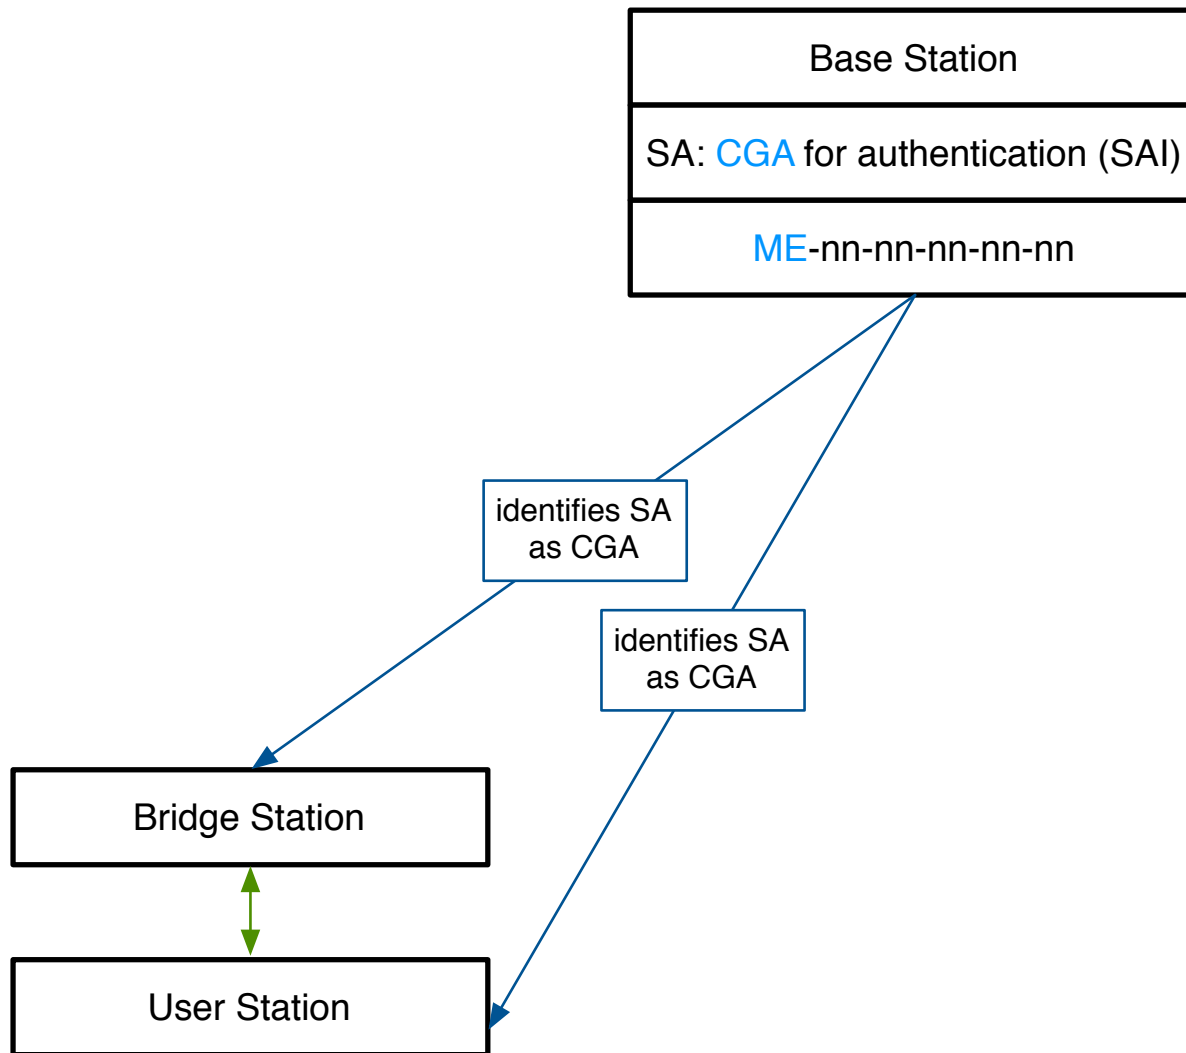 Base Station
SA: CGA for authentication (SAI)
ME-nn-nn-nn-nn-nn
identifies SA
as CGA
identifies SA
as CGA
Bridge Station
User Station